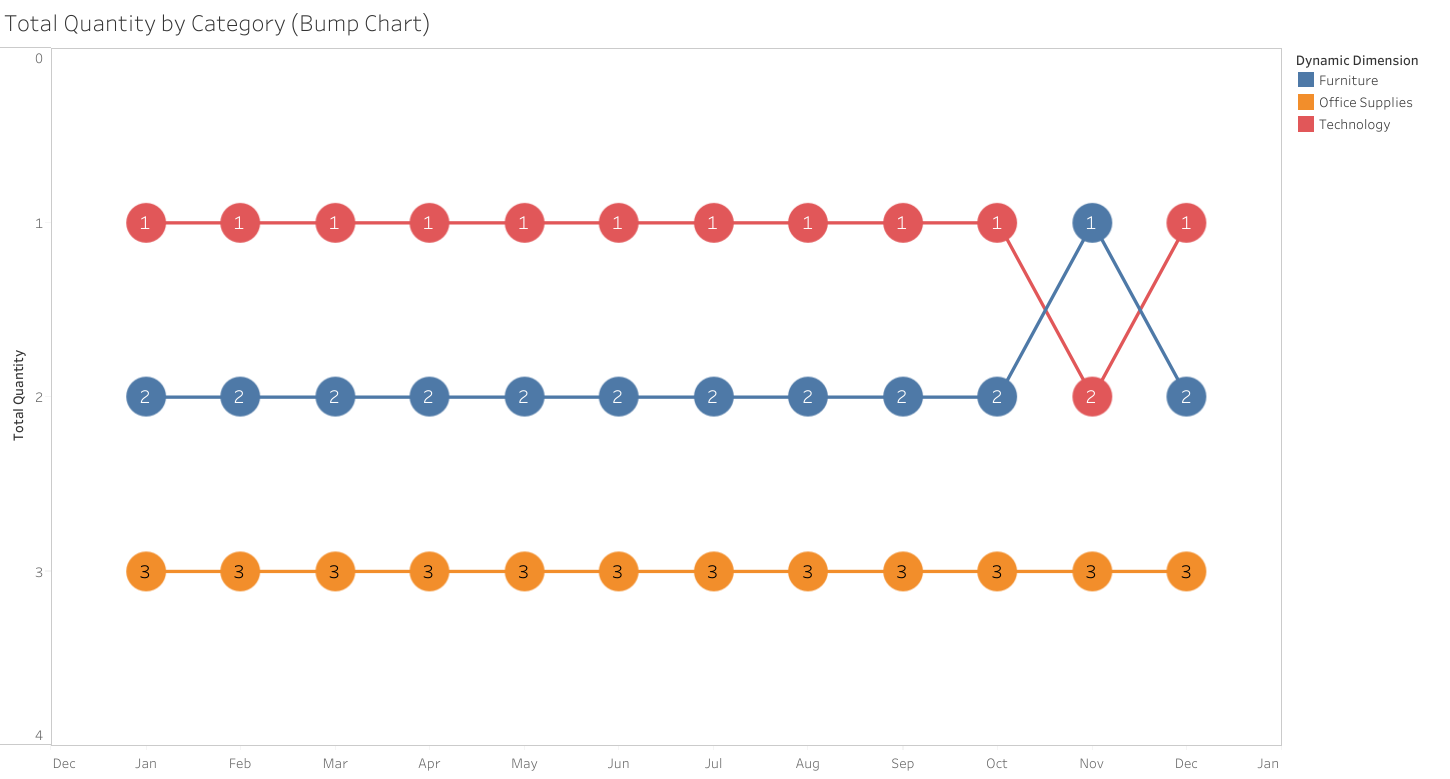 Total Quantity by Category (Bump Chart)
Dynamic Dimension
Furniture
Office Supplies
Technology
Total Quantity
0
1 1 1 1 1 1 1 1 1 1 1 1 1
2 2 2 2 2 2 2 2 2 2 2 2 2
3 3 3 3 3 3 3 3 3 3 3 3 3
4
Dec Jan Feb Mar Apr May Jun Jul Aug Sep Oct Nov Dec Jan